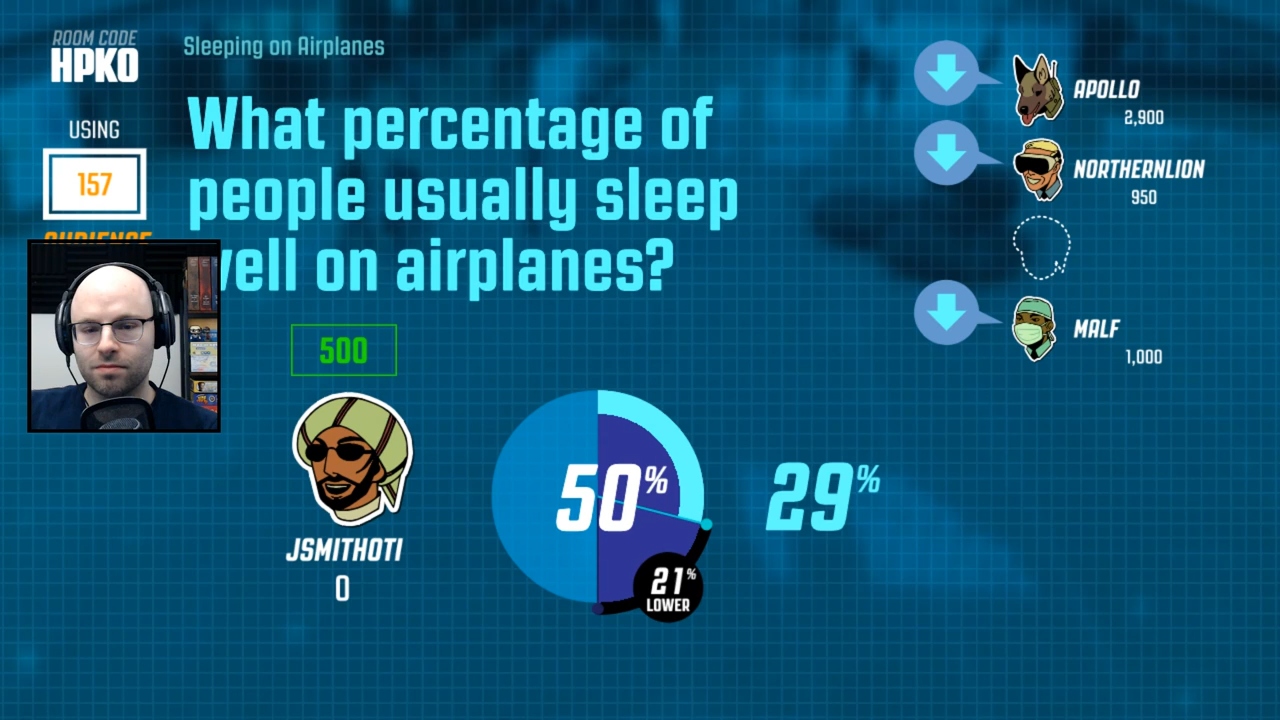 ROOM CODE
HPKO
Sleeping on Airplanes
USING
157
What percentage of
people usually sleep
well on airplanes?
500
JSMITHOTI
0
50%
29%
21%
LOWER
APOLLO
2,900
NORTHERNLION
950
MALF
1,000